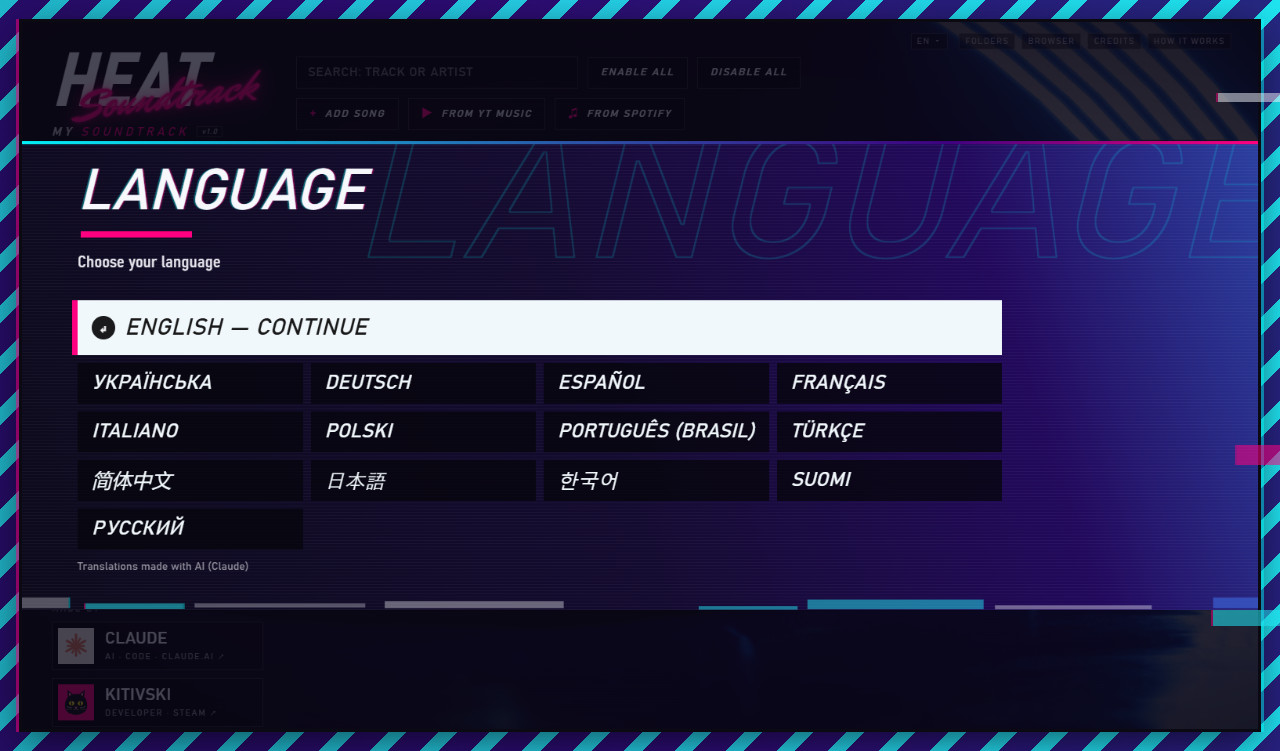 EN
FOLDERS
BROWSER
CREDITS
HOW IT WORKS
HEAT
Soundtrack
MY SOUNDTRACK v1.0
SEARCH: TRACK OR ARTIST
ENABLE ALL
DISABLE ALL
+ ADD SONG
FROM YT MUSIC
FROM SPOTIFY
LANGUAGE
LANGUAGE
Choose your language
ENGLISH — CONTINUE
УКРАЇНСЬКА
DEUTSCH
ESPAÑOL
FRANÇAIS
ITALIANO
POLSKI
PORTUGUÊS (BRASIL)
TÜRKÇE
简体中文
日本語
한국어
SUOMI
РУССКИЙ
Translations made with AI (Claude)
CLAUDE
AI · CODE · CLAUDE.AI ↗
KITIVSKI
DEVELOPER · STEAM ↗